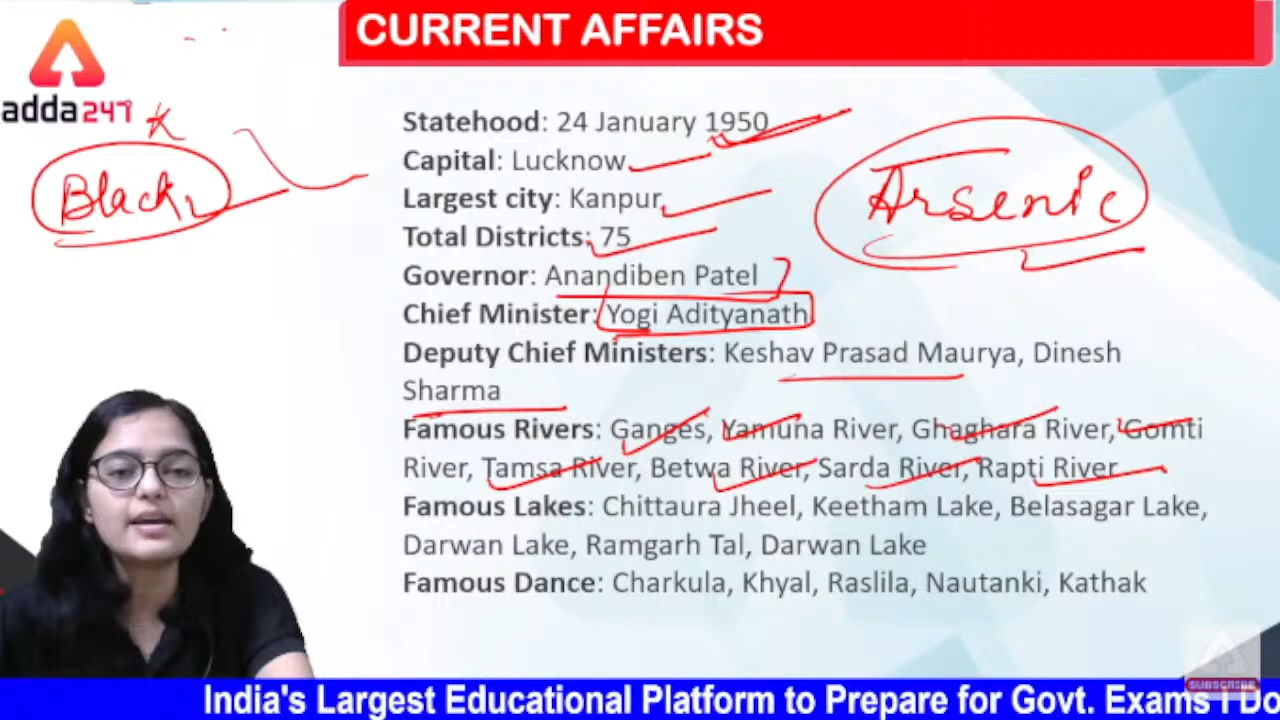 CURRENT AFFAIRS
adda247
Black
Arsenic
Statehood: 24 January 1950
Capital: Lucknow
Largest city: Kanpur
Total Districts: 75
Governor: Anandiben Patel
Chief Minister: Yogi Adityanath
Deputy Chief Ministers: Keshav Prasad Maurya, Dinesh
Sharma
Famous Rivers: Ganges, Yamuna River, Ghaghara River, Gomti
River, Tamsa River, Betwa River, Sarda River, Rapti River
Famous Lakes: Chittaura Jheel, Keetham Lake, Belasagar Lake,
Darwan Lake, Ramgarh Tal, Darwan Lake
Famous Dance: Charkula, Khyal, Raslila, Nautanki, Kathak
SUBSCRIBE
India's Largest Educational Platform to Prepare for Govt. Exams I Do